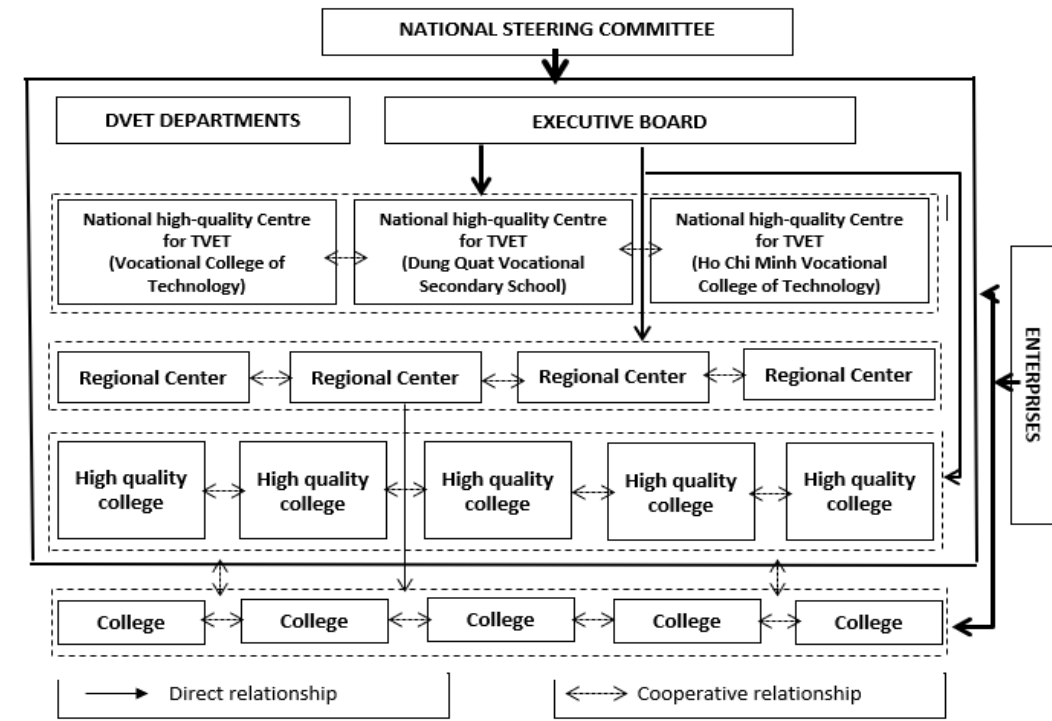 NATIONAL STEERING COMMITTEE
DVET DEPARTMENTS
EXECUTIVE BOARD
National high-quality Centre
for TVET
(Vocational College of
Technology)
National high-quality Centre
for TVET
(Dung Quat Vocational
Secondary School)
National high-quality Centre
for TVET
(Ho Chi Minh Vocational
College of Technology)
ENTERPRISES
Regional Center
Regional Center
Regional Center
Regional Center
High quality
college
High quality
college
High quality
college
High quality
college
High quality
college
College
College
College
College
College
Direct relationship
Cooperative relationship